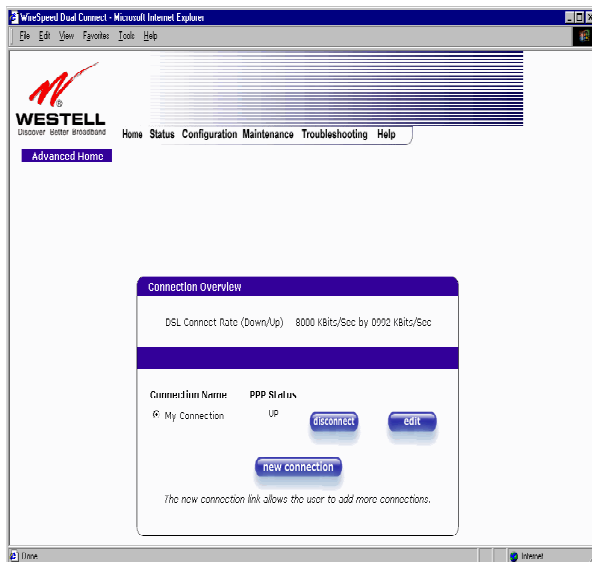 WireSpeed Dual Connect - Microsoft Internet Explorer
File Edit View Favorites Tools Help
®
WESTELL
Discover Better Broadband
Home Status Configuration Maintenance Troubleshooting Help
Advanced Home
Connection Overview
DSL Connect Rate (Down/Up) 8000 KBits/Sec by 0992 KBits/Sec
Connection Name PPP Status
My Connection UP disconnect edit
new connection
The new connection link allows the user to add more connections.
Done Internet